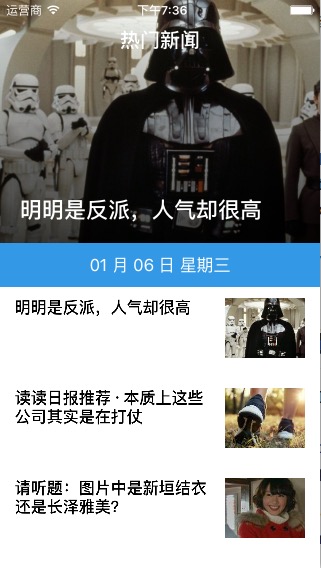 运营商 下午7:36
热门新闻
明明是反派，人气却很高
01 月 06 日 星期三
明明是反派，人气却很高
读读日报推荐 · 本质上这些
公司其实是在打仗
请听题：图片中是新垣结衣
还是长泽雅美？